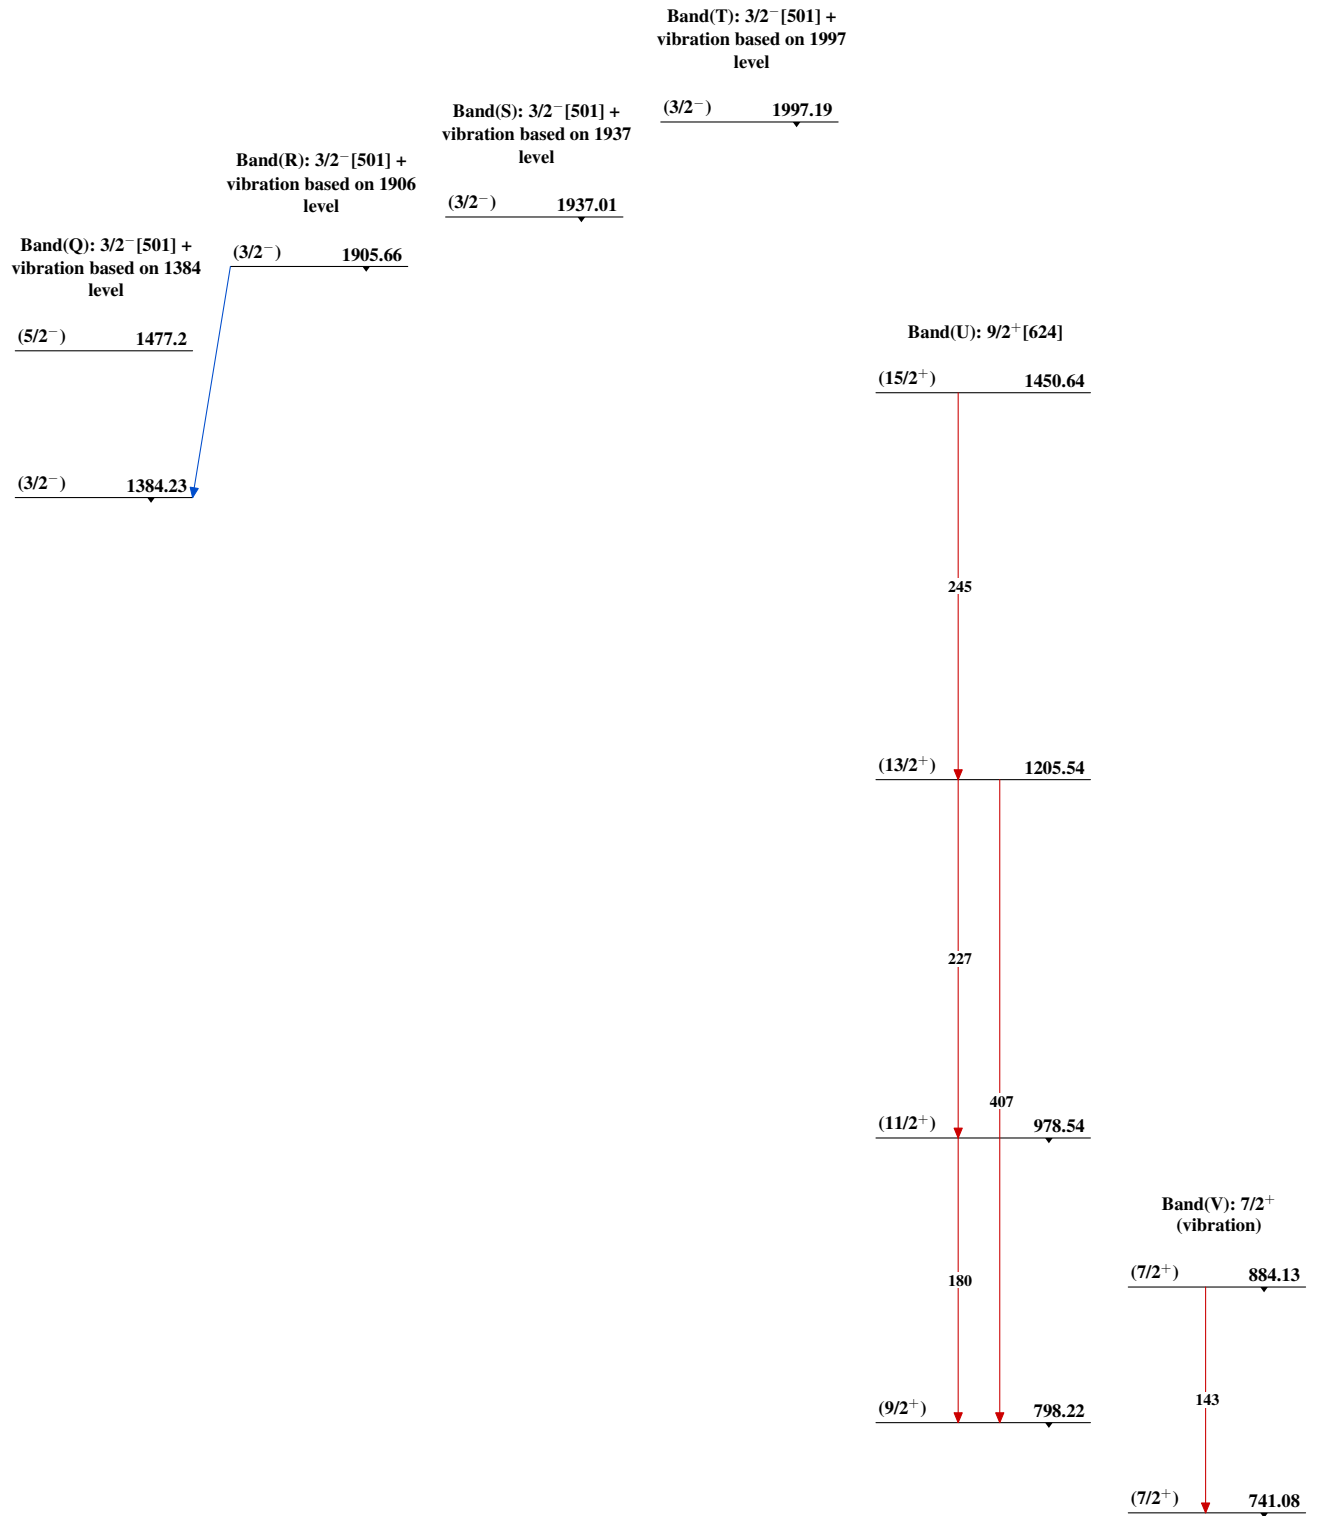 Band(T): 3/2⁻[501] +
vibration based on 1997
level
(3/2⁻) 1997.19
Band(S): 3/2⁻[501] +
vibration based on 1937
level
(3/2⁻) 1937.01
Band(R): 3/2⁻[501] +
vibration based on 1906
level
(3/2⁻) 1905.66
Band(Q): 3/2⁻[501] +
vibration based on 1384
level
(5/2⁻) 1477.2
(3/2⁻) 1384.23
Band(U): 9/2⁺[624]
(15/2⁺) 1450.64
245
(13/2⁺) 1205.54
227
407
(11/2⁺) 978.54
180
(9/2⁺) 798.22
Band(V): 7/2⁺
(vibration)
(7/2⁺) 884.13
143
(7/2⁺) 741.08